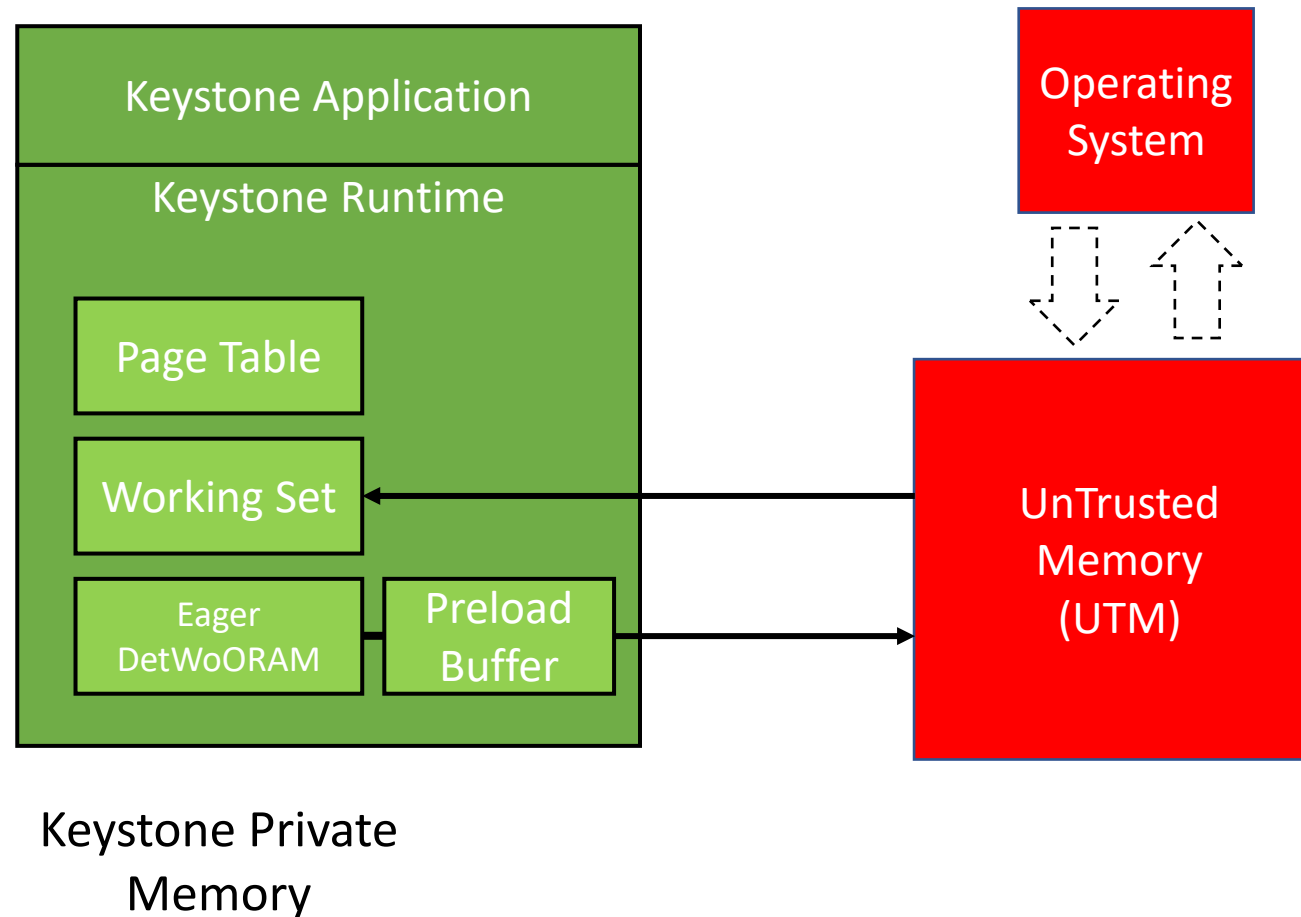 Keystone Application
Keystone Runtime
Page Table
Working Set
Eager
DetWoORAM
Preload
Buffer
Operating
System
UnTrusted
Memory
(UTM)
Keystone Private
Memory